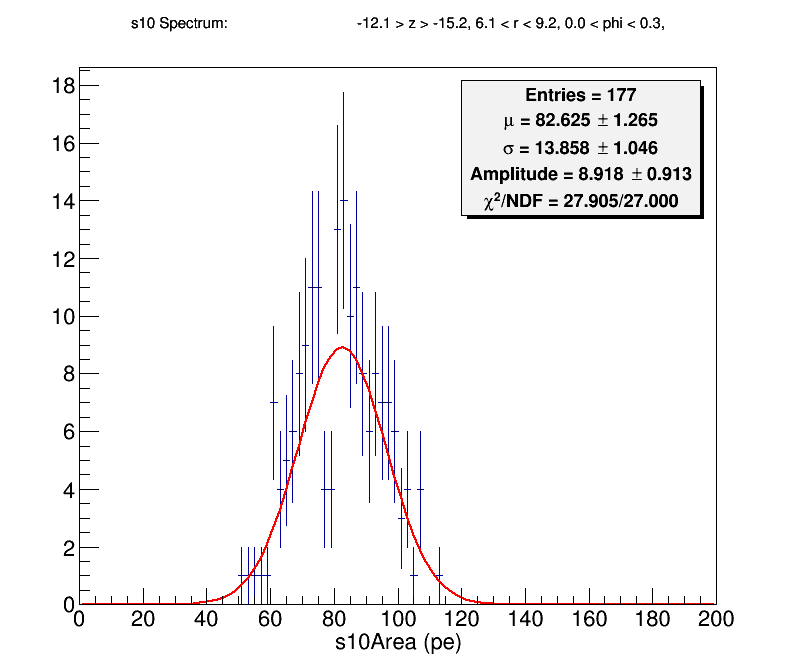 s10 Spectrum: -12.1 > z > -15.2, 6.1 < r < 9.2, 0.0 < phi < 0.3,
Entries = 177
μ = 82.625 ± 1.265
σ = 13.858 ± 1.046
Amplitude = 8.918 ± 0.913
χ²/NDF = 27.905/27.000
18
16
14
12
10
8
6
4
2
0
0 20 40 60 80 100 120 140 160 180 200
s10Area (pe)